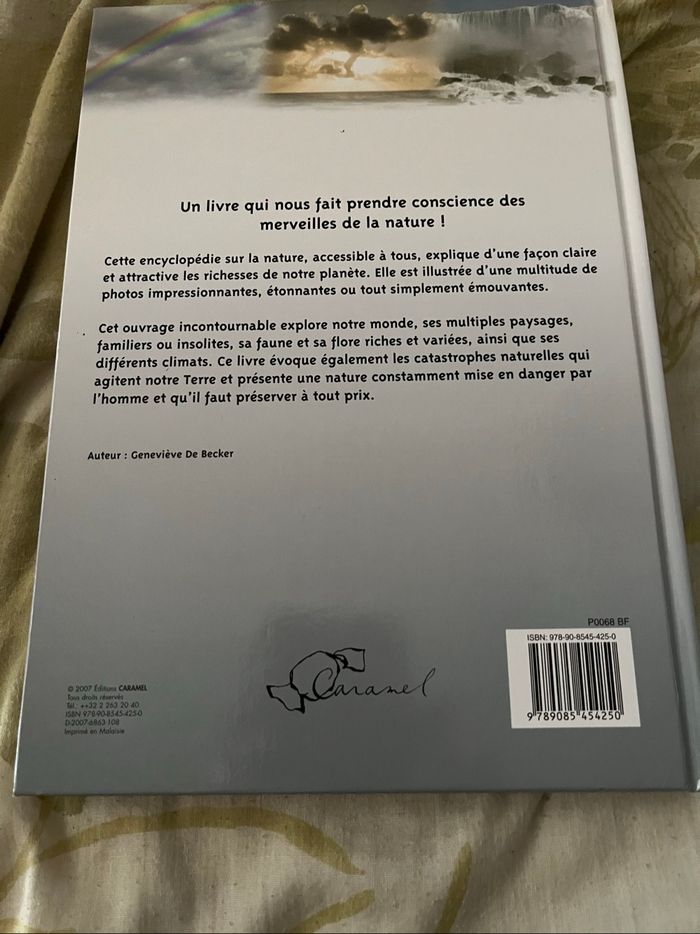 Un livre qui nous fait prendre conscience des
merveilles de la nature !
Cette encyclopédie sur la nature, accessible à tous, explique d'une façon claire
et attractive les richesses de notre planète. Elle est illustrée d'une multitude de
photos impressionnantes, étonnantes ou tout simplement émouvantes.
Cet ouvrage incontournable explore notre monde, ses multiples paysages,
familiers ou insolites, sa faune et sa flore riches et variées, ainsi que ses
différents climats. Ce livre évoque également les catastrophes naturelles qui
agitent notre Terre et présente une nature constamment mise en danger par
l'homme et qu'il faut préserver à tout prix.
Auteur : Geneviève De Becker
© 2007 Éditions CARAMEL
Tous droits réservés
Tél.: ++32 2 263 20 40
ISBN 978-90-8545-425-0
D-2007-6863-108
Imprimé en Malaisie
Caramel
P0068 BF
ISBN: 978-90-8545-425-0
9 789085 454250